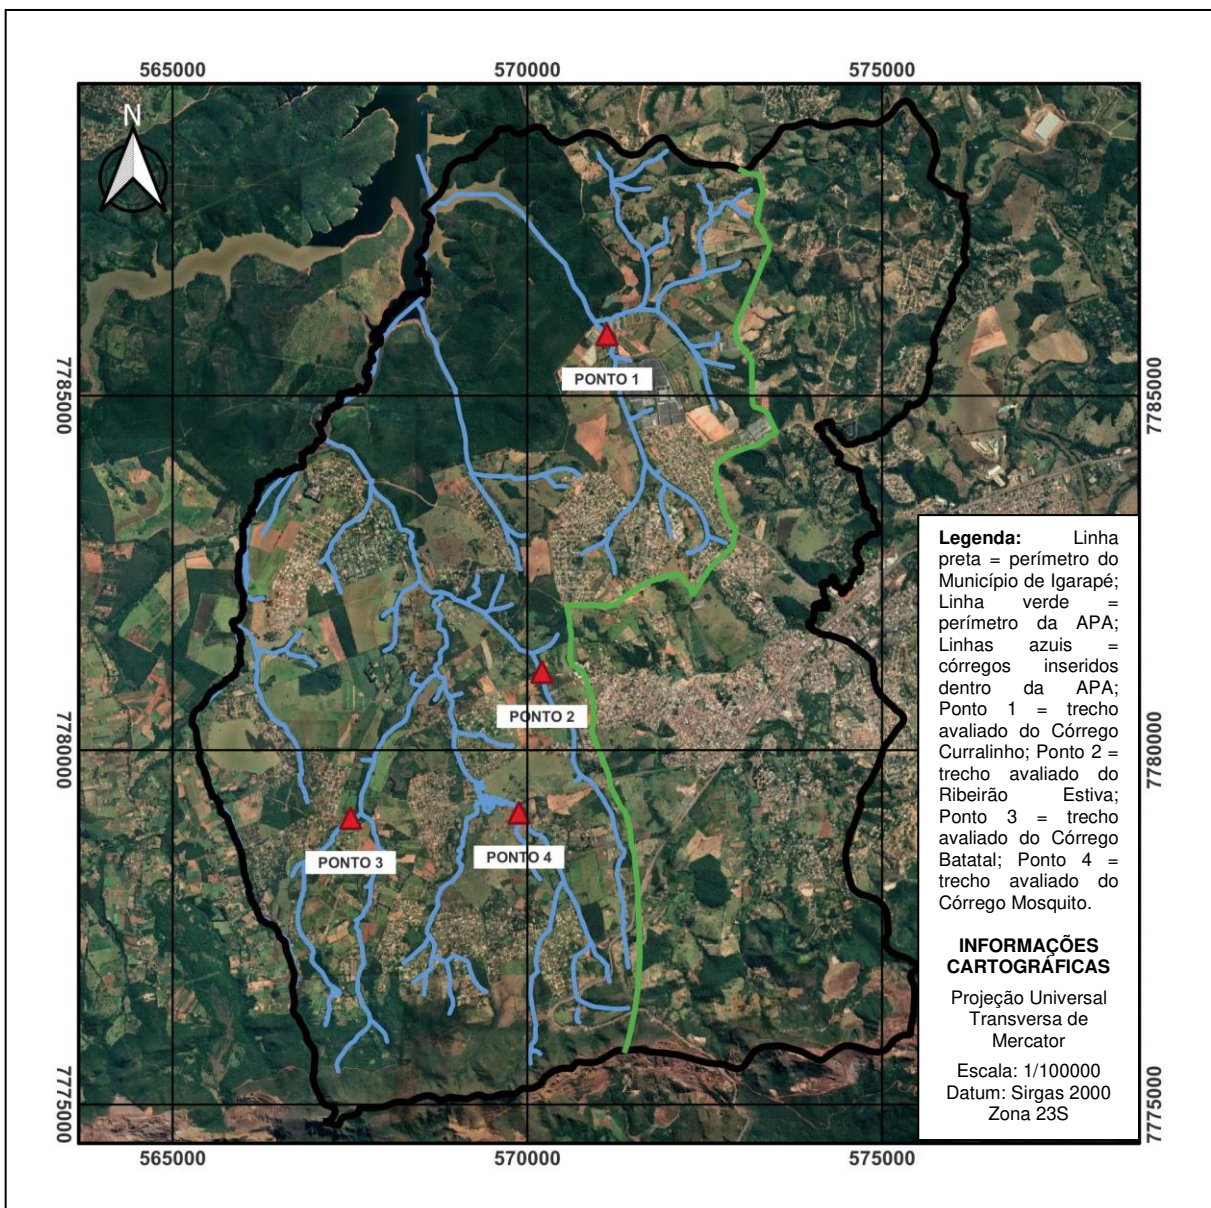 565000
570000
575000
N
PONTO 1
7785000
7785000
Legenda: Linha
preta = perímetro do
Município de Igarapé;
Linha verde =
perímetro da APA;
Linhas azuis =
córregos inseridos
dentro da APA;
Ponto 1 = trecho
avaliado do Córrego
Curralinho; Ponto 2 =
trecho avaliado do
Ribeirão Estiva;
Ponto 3 = trecho
avaliado do Córrego
Batatal; Ponto 4 =
trecho avaliado do
Córrego Mosquito.
PONTO 2
7780000
7780000
PONTO 3
PONTO 4
INFORMAÇÕES
CARTOGRÁFICAS
Projeção Universal
Transversa de
Mercator
Escala: 1/100000
Datum: Sirgas 2000
Zona 23S
7775000
7775000
565000
570000
575000